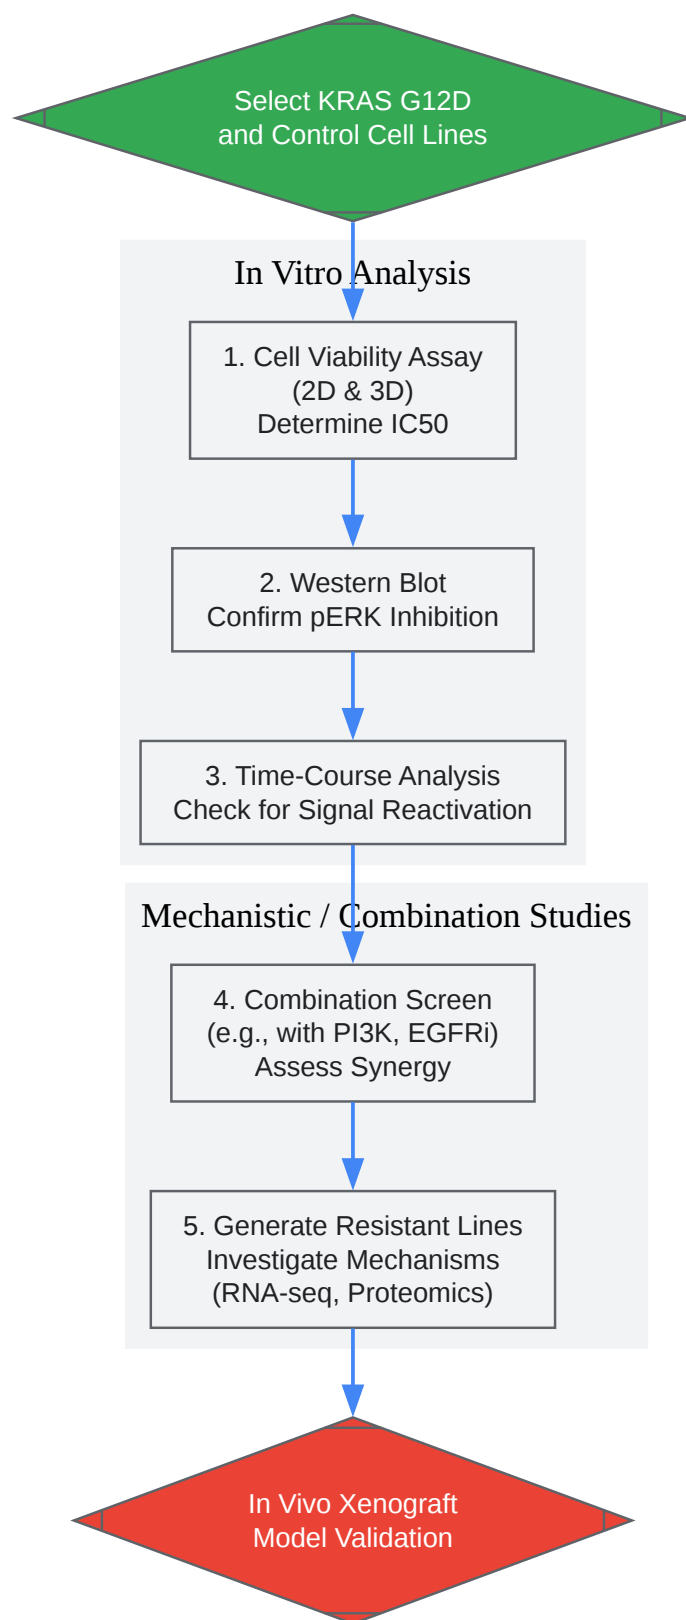 Select KRAS G12D
and Control Cell Lines
In Vitro Analysis
1. Cell Viability Assay
(2D & 3D)
Determine IC50
2. Western Blot
Confirm pERK Inhibition
3. Time-Course Analysis
Check for Signal Reactivation
Mechanistic / Combination Studies
4. Combination Screen
(e.g., with PI3K, EGFRi)
Assess Synergy
5. Generate Resistant Lines
Investigate Mechanisms
(RNA-seq, Proteomics)
In Vivo Xenograft
Model Validation